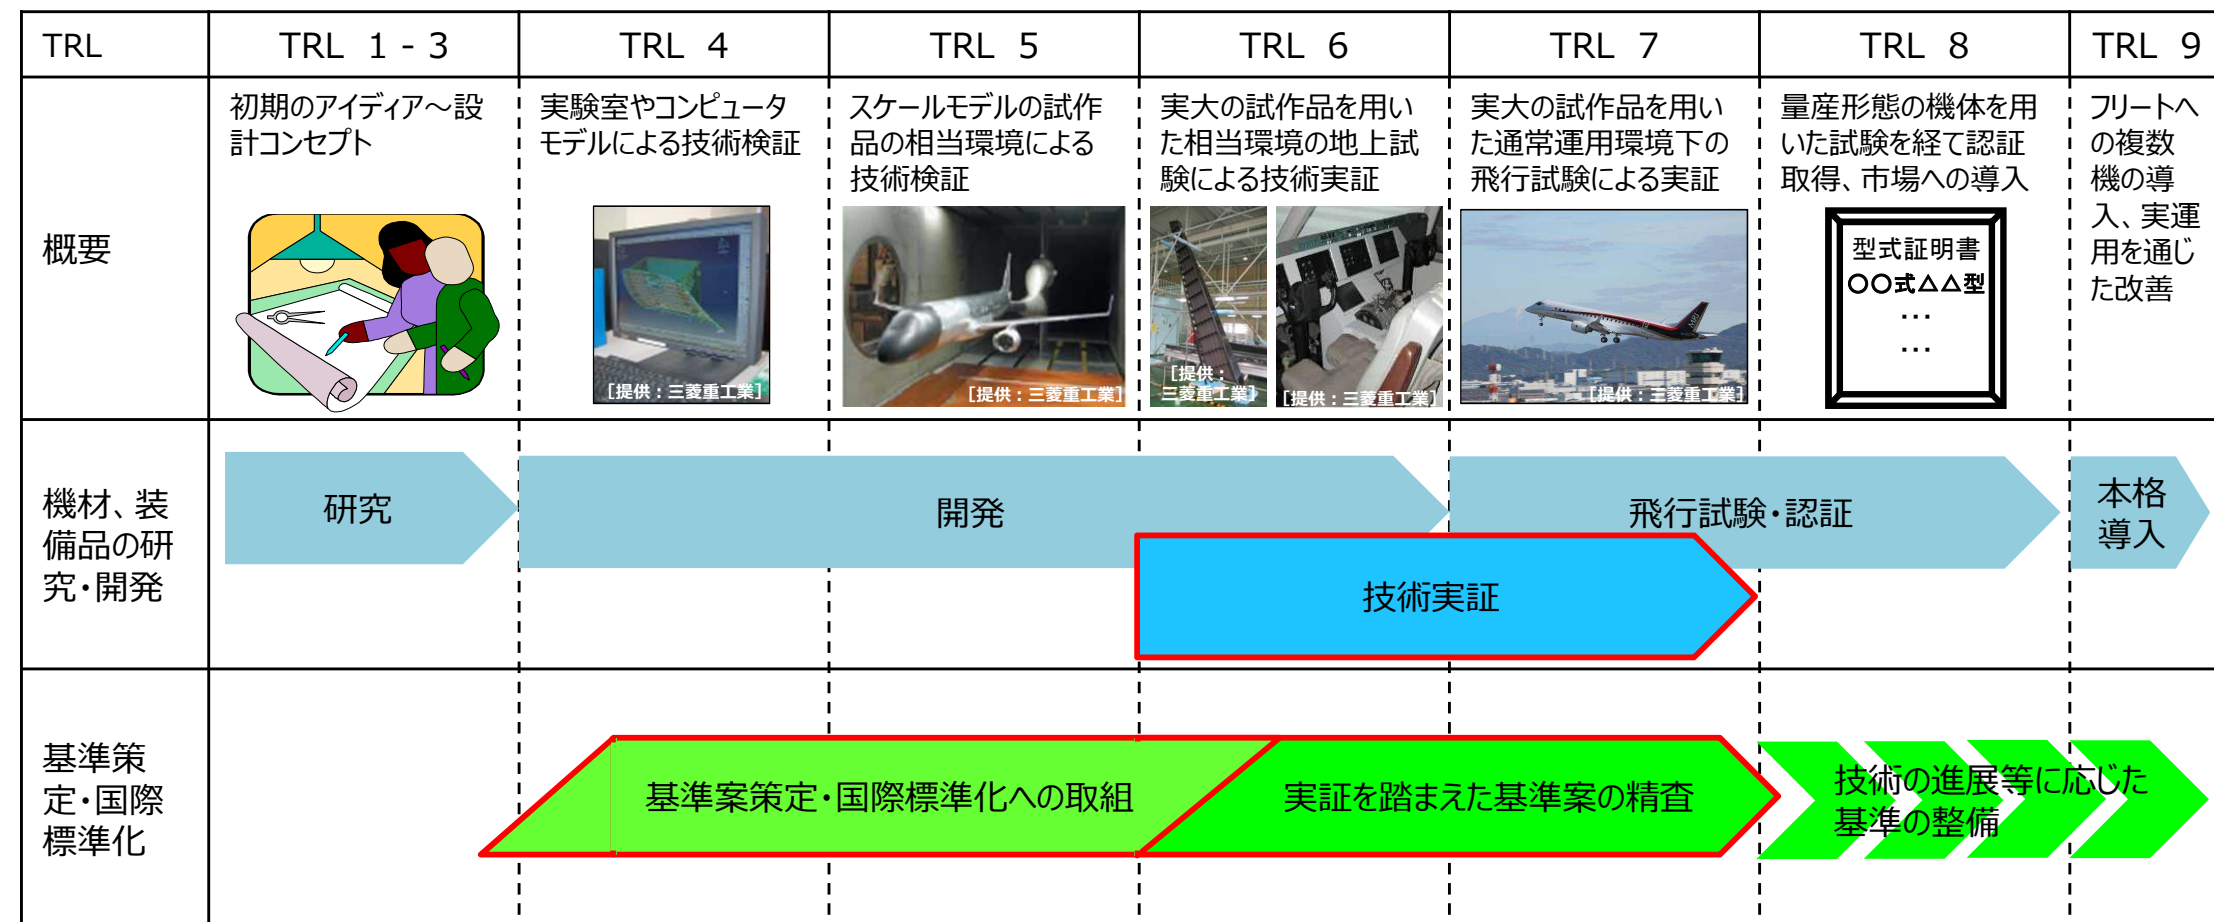 TRL
TRL 1 - 3
TRL 4
TRL 5
TRL 6
TRL 7
TRL 8
TRL 9
概要
初期のアイディア～設
計コンセプト
実験室やコンピュータ
モデルによる技術検証
[提供：三菱重工業]
スケールモデルの試作
品の相当環境による
技術検証
[提供：三菱重工業]
実大の試作品を用い
た相当環境の地上試
験による技術実証
[提供：
三菱重工業]
[提供：三菱重工業]
実大の試作品を用い
た通常運用環境下の
飛行試験による実証
[提供：三菱重工業]
量産形態の機体を用
いた試験を経て認証
取得、市場への導入
型式証明書
〇〇式△△型
…
…
フリートへ
の複数
機の導
入、実運
用を通じ
た改善
機材、装
備品の研
究・開発
研究
開発
飛行試験・認証
本格
導入
技術実証
基準策
定・国際
標準化
基準案策定・国際標準化への取組
実証を踏まえた基準案の精査
技術の進展等に応じた
基準の整備